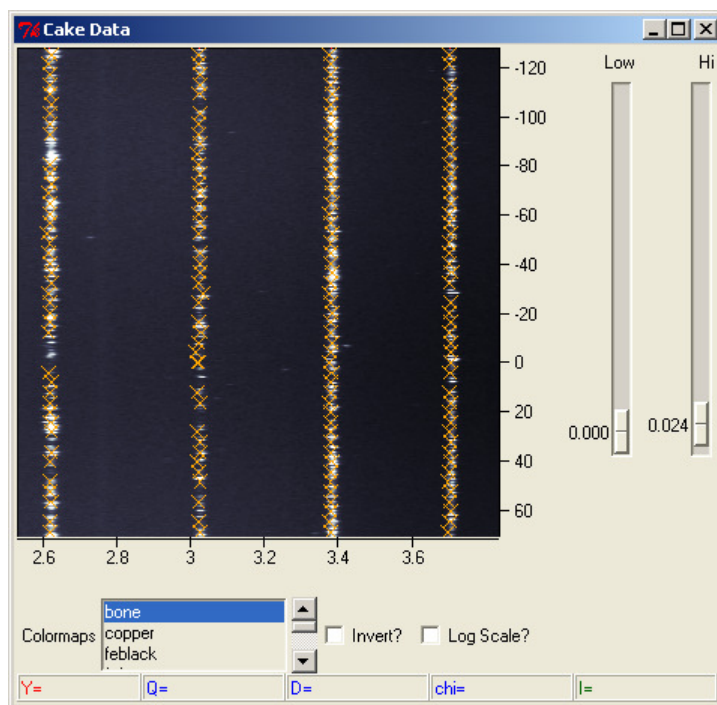 Cake Data
Low Hi
-120
-100
-80
-60
-40
-20
0
20
40
60
0.000 0.024
2.6 2.8 3 3.2 3.4 3.6
bone
Colormaps copper Invert? Log Scale?
feblack
Y= Q= D= chi= I=